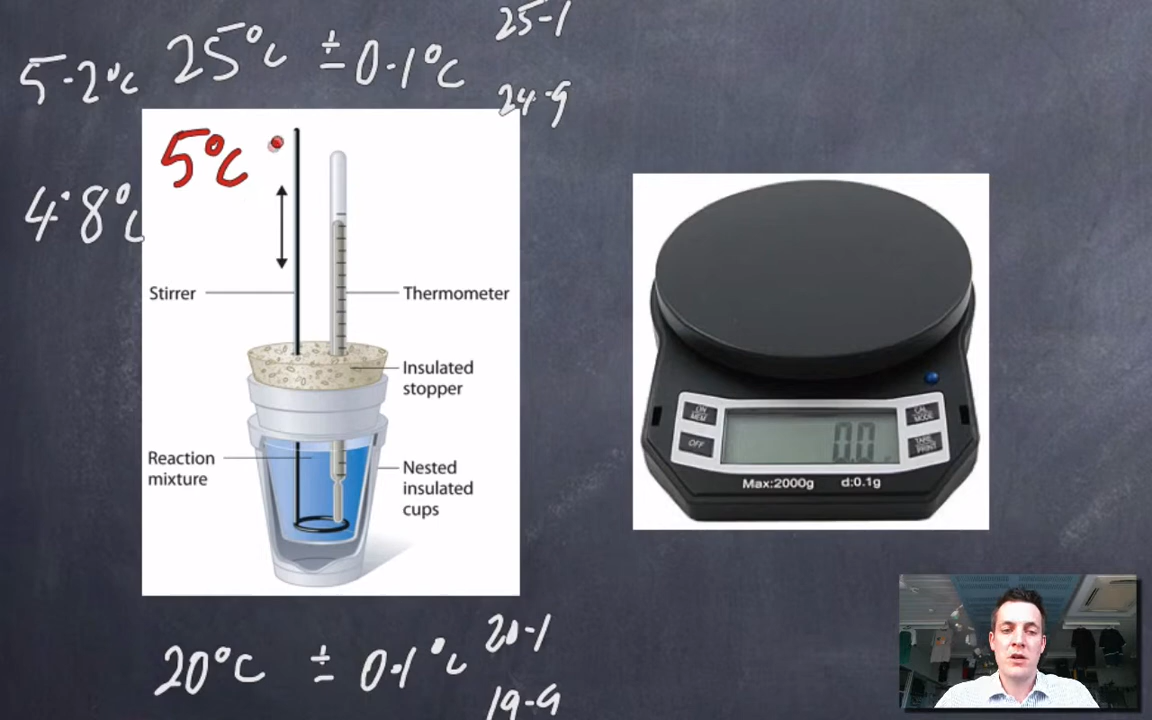 25.1
5.2°C 25°C ± 0.1°C
24.9
5°C
4.8°C
Stirrer
Thermometer
Insulated
stopper
Reaction
mixture
Nested
insulated
cups
ON
MEM
CAL
MODE
OFF
TARE
PRINT
0.0
Max:2000g d:0.1g
20°C ± 0.1°C
20.1
19.9